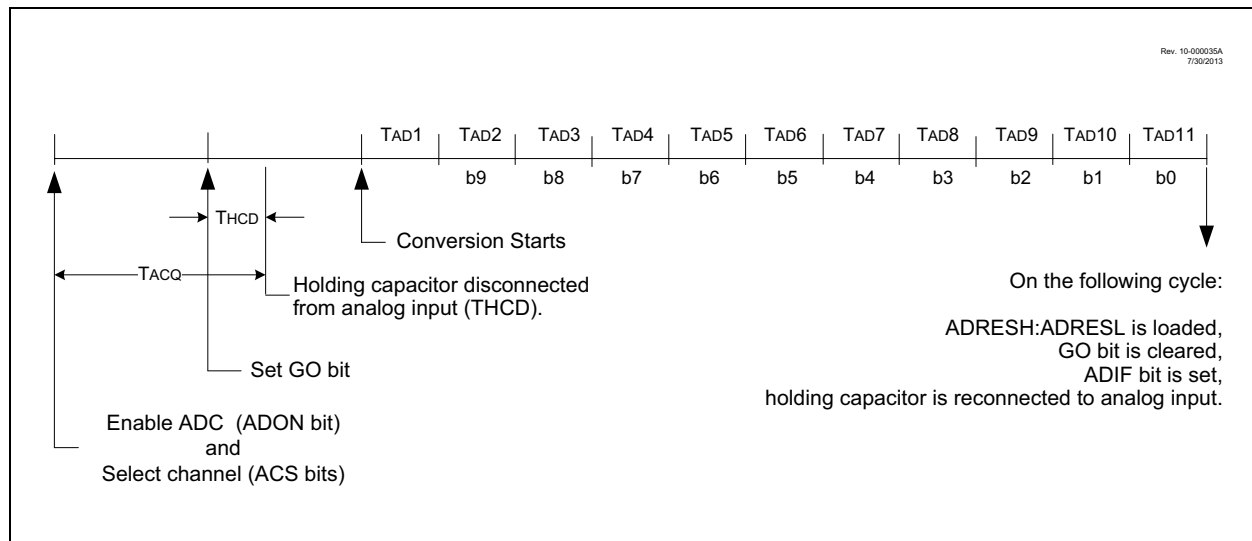 Rev. 10-000035A
7/30/2013
TAD1 TAD2 TAD3 TAD4 TAD5 TAD6 TAD7 TAD8 TAD9 TAD10 TAD11
b9 b8 b7 b6 b5 b4 b3 b2 b1 b0
THCD
Conversion Starts
TACQ
Holding capacitor disconnected
from analog input (THCD).
Set GO bit
Enable ADC (ADON bit)
and
Select channel (ACS bits)
On the following cycle:
ADRESH:ADRESL is loaded,
GO bit is cleared,
ADIF bit is set,
holding capacitor is reconnected to analog input.